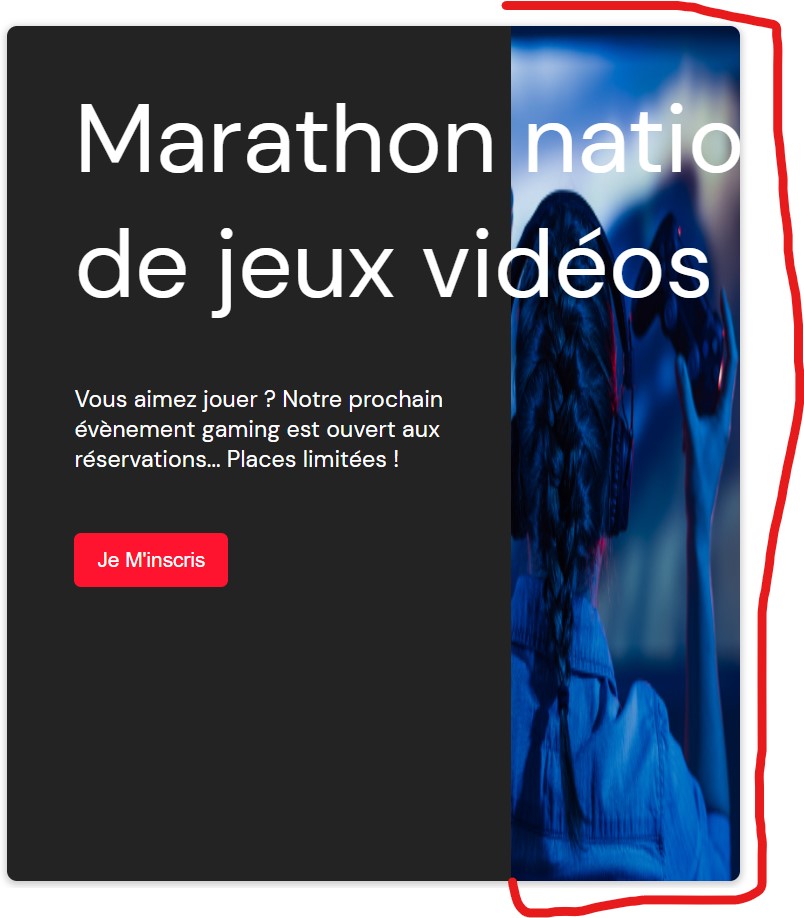 Marathon natio
de jeux vidéos
Vous aimez jouer ? Notre prochain
évènement gaming est ouvert aux
réservations... Places limitées !
Je M'inscris